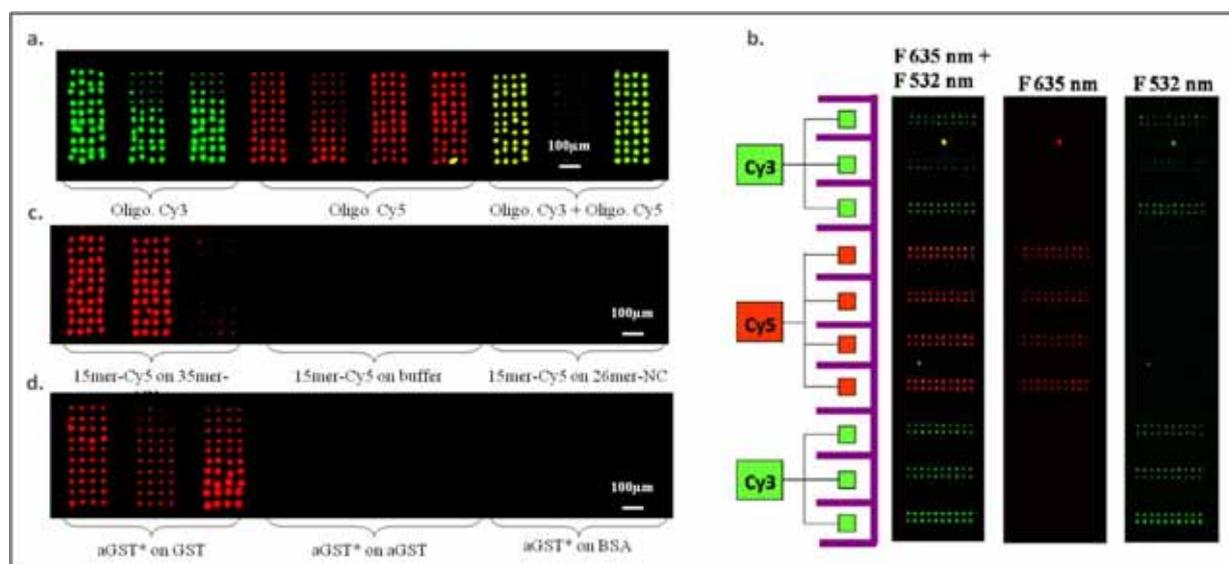 a.
100µm
Oligo. Cy3
Oligo. Cy5
Oligo. Cy3 + Oligo. Cy5
c.
100µm
15mer-Cy5 on 35mer-
15mer-Cy5 on buffer
15mer-Cy5 on 26mer-NC
d.
100µm
aGST* on GST
aGST* on aGST
aGST* on BSA
b.
F 635 nm +
F 532 nm
F 635 nm
F 532 nm
Cy3
Cy5
Cy3